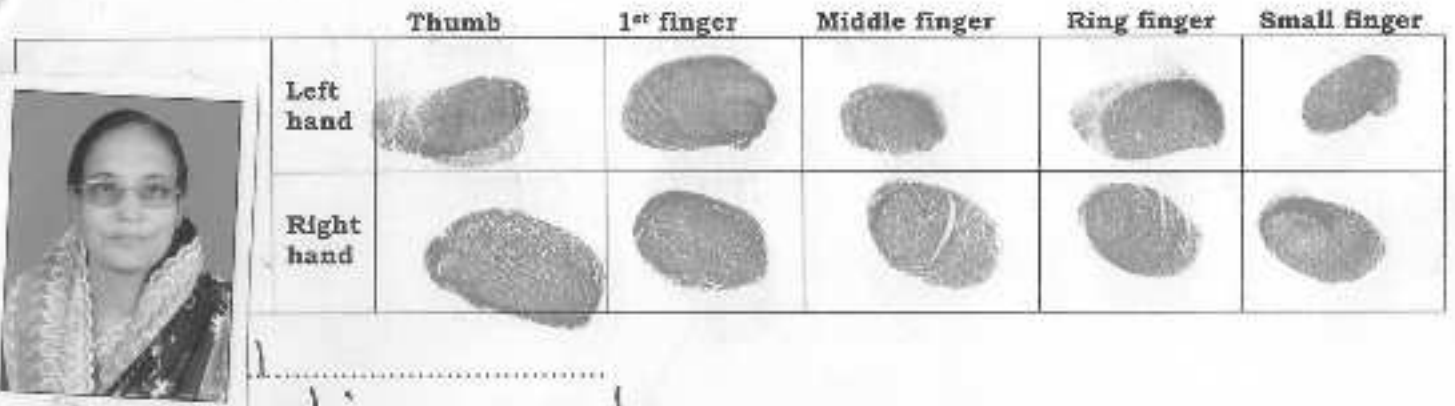 Thumb 1st finger Middle finger Ring finger Small finger
Left
hand
Right
hand